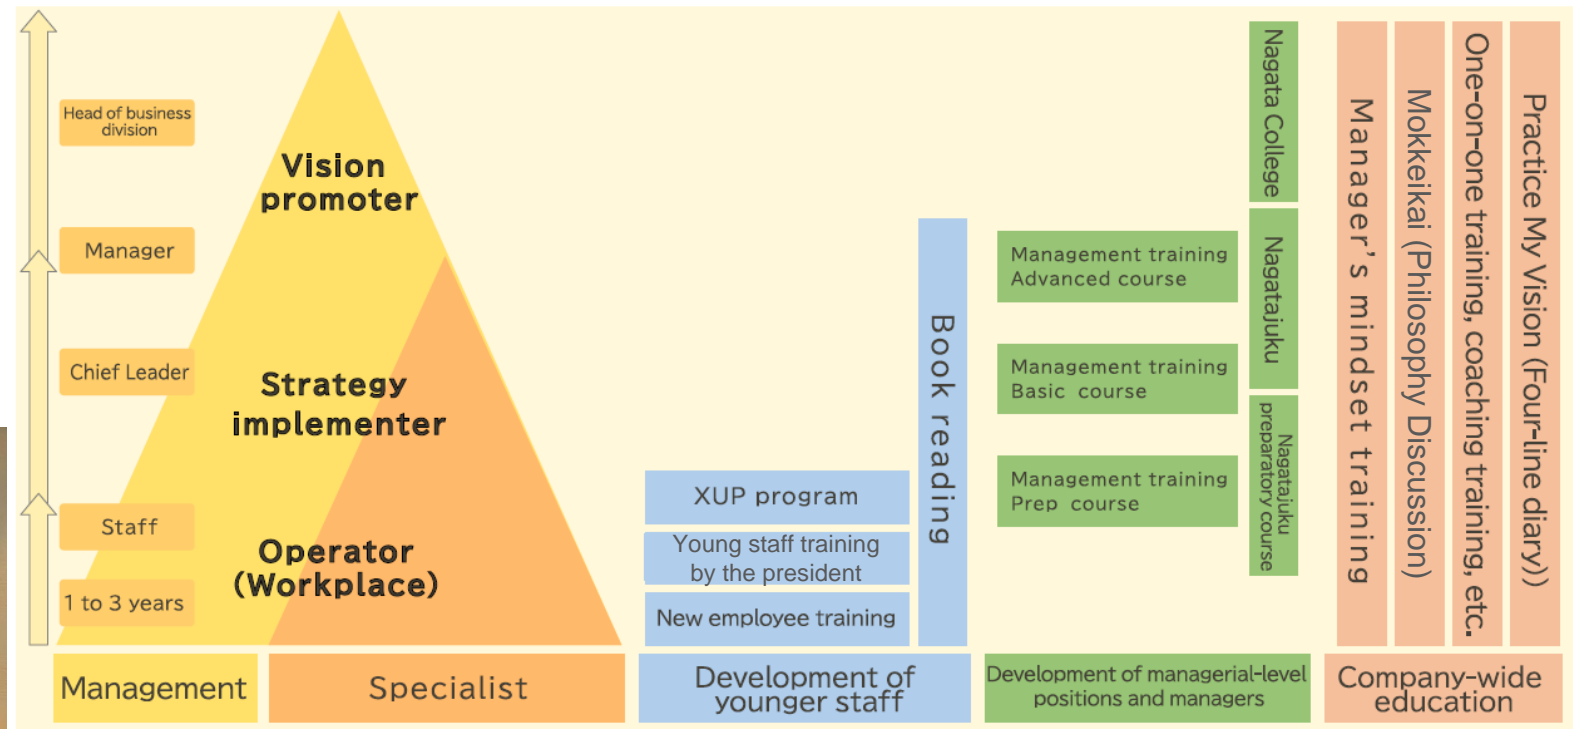 Head of business
division
Manager
Chief Leader
Staff
1 to 3 years
Vision
promoter
Strategy
implementer
Operator
(Workplace)
Management
Specialist
XUP program
Young staff training
by the president
New employee training
Book reading
Development of
younger staff
Management training
Advanced course
Management training
Basic course
Management training
Prep course
Nagata College
Nagatajuku
Nagatajuku
preparatory course
Development of managerial-level
positions and managers
Manager's mindset training
Mokkeikai (Philosophy Discussion)
One-on-one training, coaching training, etc.
Practice My Vision (Four-line diary))
Company-wide
education